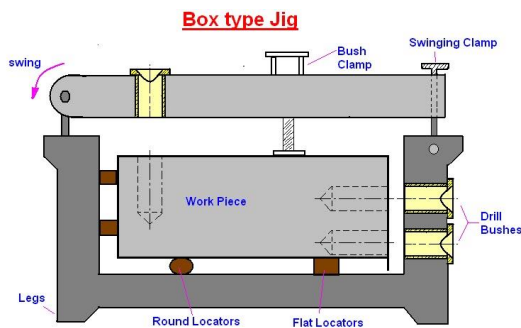 Box type Jig
swing
Bush
Clamp
Swinging Clamp
Work Piece
Drill
Bushes
Legs
Round Locators
Flat Locators